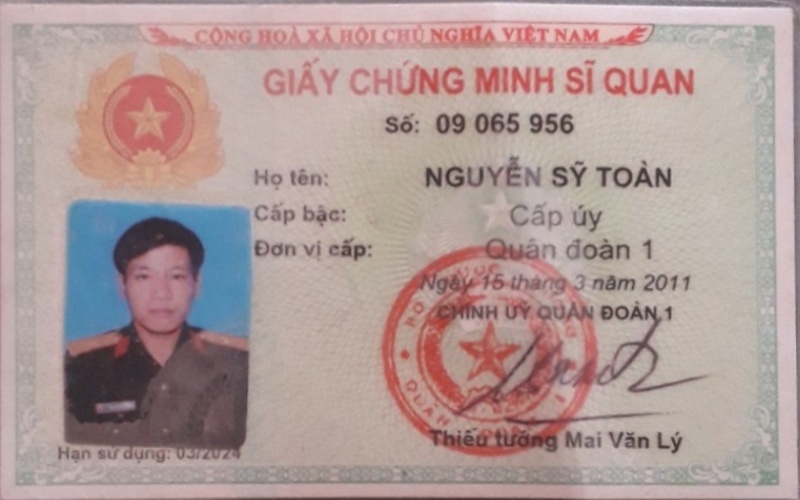 CỘNG HOÀ XÃ HỘI CHỦ NGHĨA VIỆT NAM
GIẤY CHỨNG MINH SĨ QUAN
Số: 09 065 956
Họ tên: NGUYỄN SỸ TOÀN
Cấp bậc: Cấp úy
Đơn vị cấp: Quân đoàn 1
Ngày 15 tháng 3 năm 2011
CHÍNH UỶ QUÂN ĐOÀN 1
Thiếu tướng Mai Văn Lý
Hạn sử dụng: 03/2024